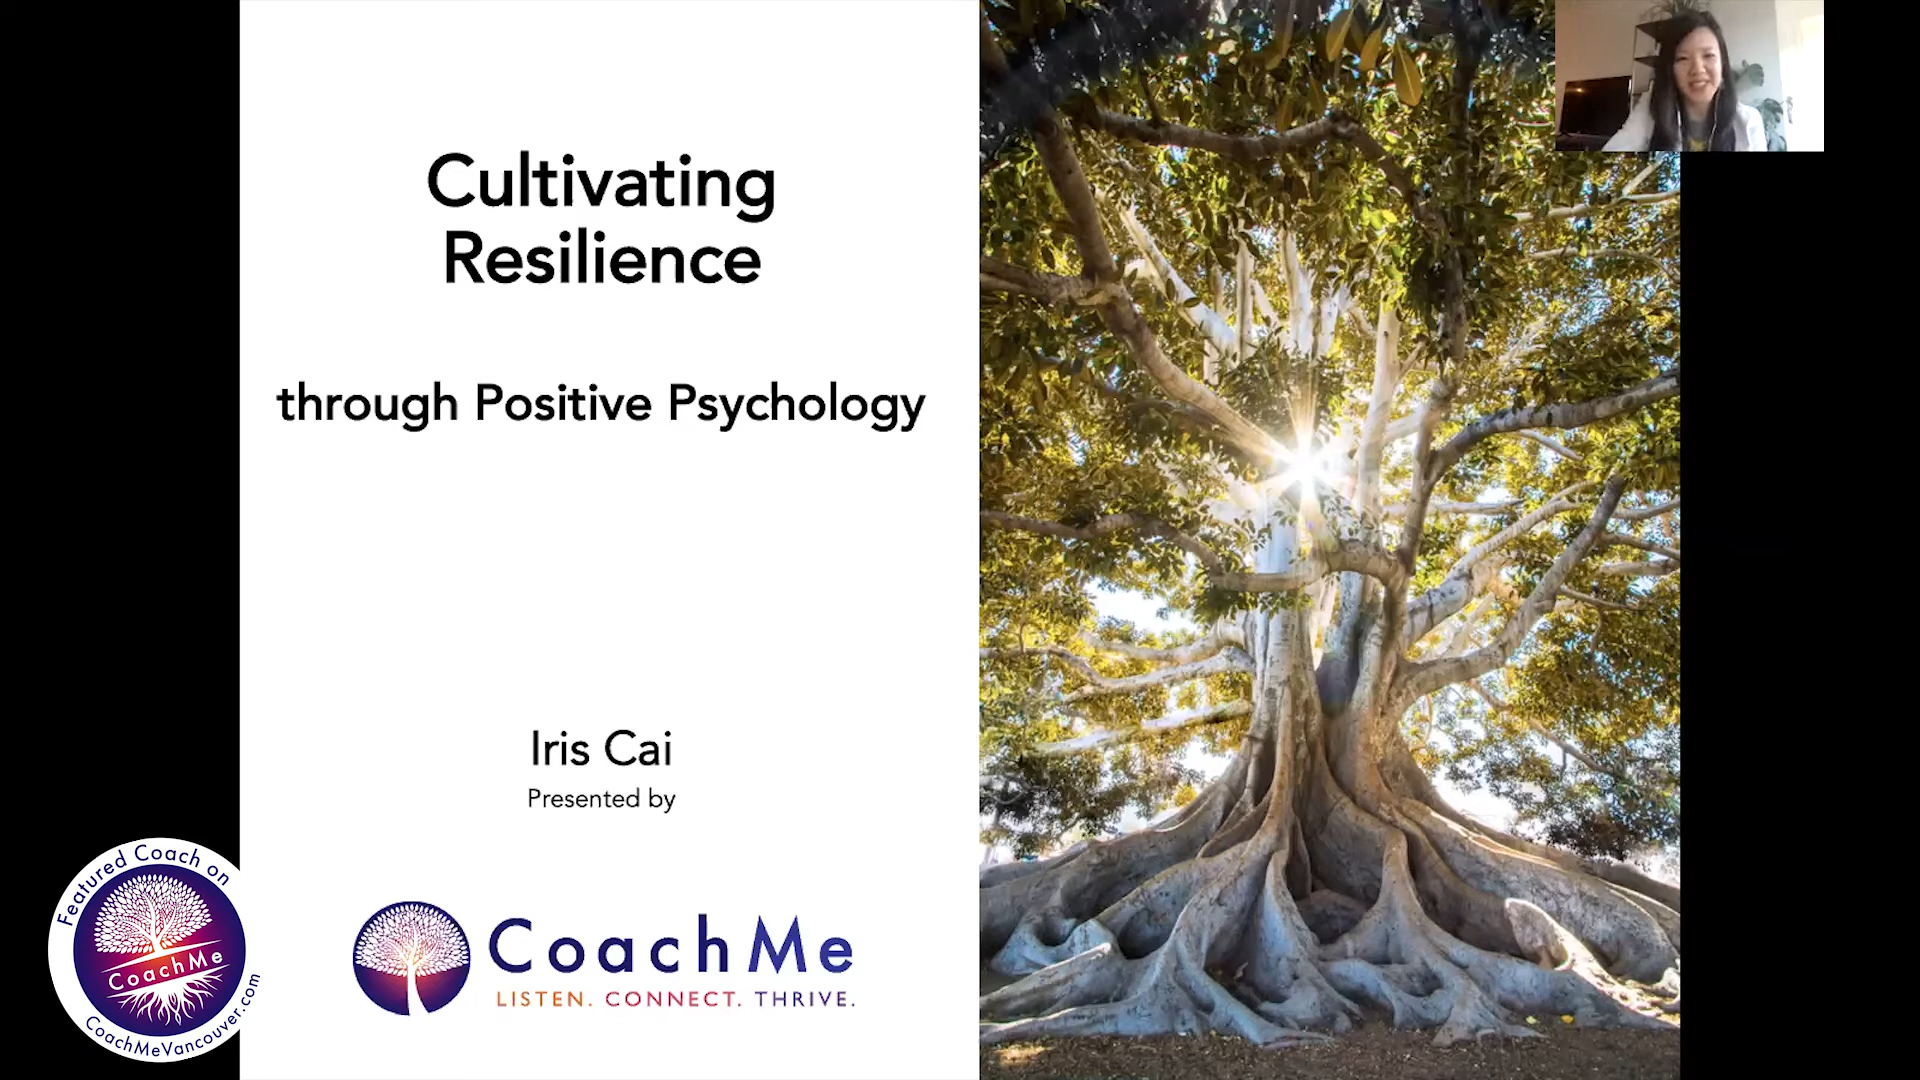 Cultivating
Resilience
through Positive Psychology
Iris Cai
Presented by
CoachMe
LISTEN. CONNECT. THRIVE.
Featured Coach on
CoachMe
CoachMeVancouver.com